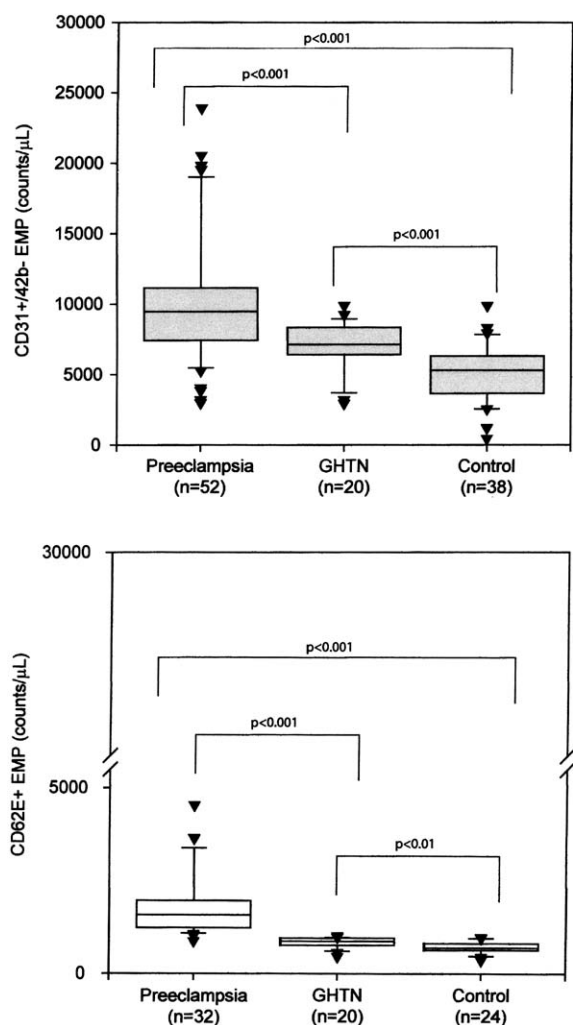 30000
p<0.001
25000
p<0.001
20000
15000
p<0.001
10000
5000
0
CD31+/42b- EMP (counts/µL)
Preeclampsia GHTN Control
(n=52) (n=20) (n=38)
30000
p<0.001
p<0.001
5000
p<0.01
0
CD62E+ EMP (counts/µL)
Preeclampsia GHTN Control
(n=32) (n=20) (n=24)